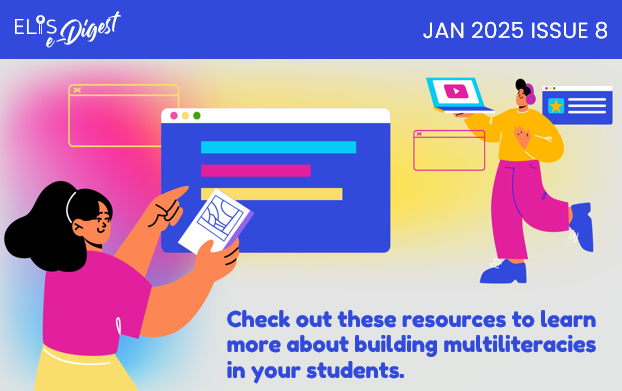 ELIS
e-Digest
JAN 2025 ISSUE 8
Check out these resources to learn
more about building multiliteracies
in your students.